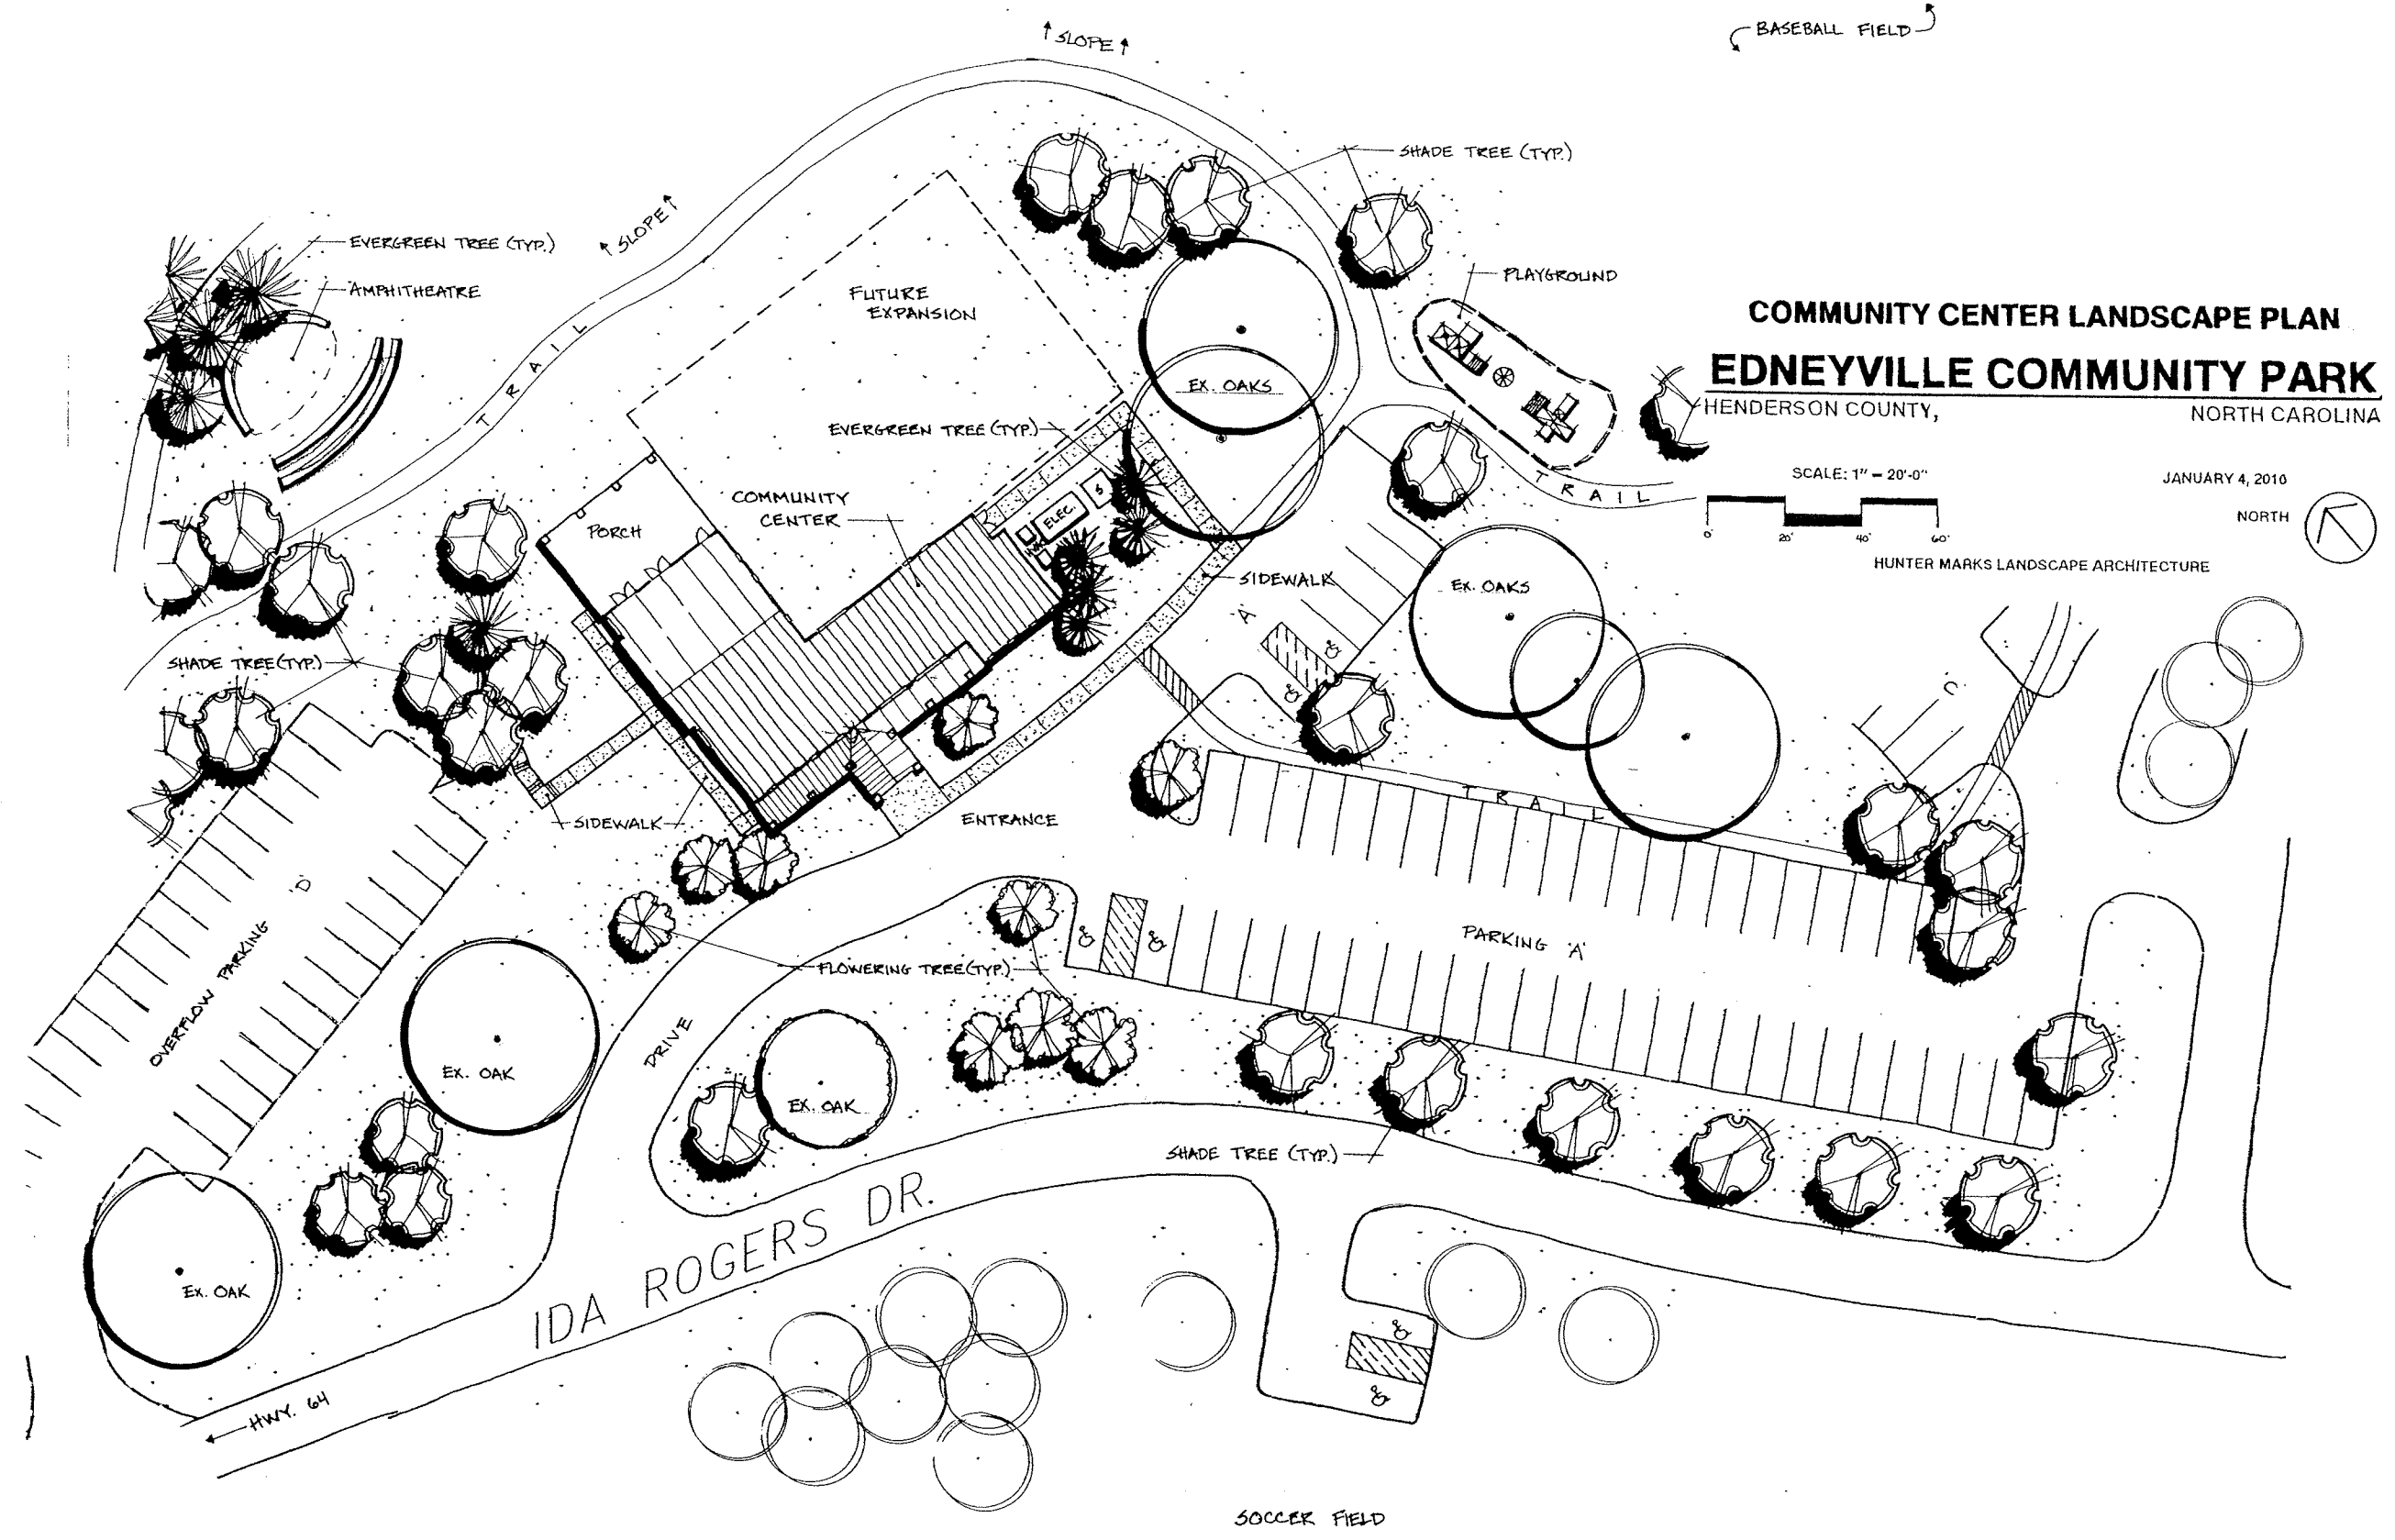 ↑ SLOPE ↑
BASEBALL FIELD
SHADE TREE (TYP.)
↑ SLOPE ↑
EVERGREEN TREE (TYP.)
AMPHITHEATRE
PLAYGROUND
FUTURE
EXPANSION
TRAIL
EX. OAKS
EVERGREEN TREE (TYP.)
COMMUNITY CENTER LANDSCAPE PLAN
EDNEYVILLE COMMUNITY PARK
HENDERSON COUNTY, NORTH CAROLINA
SCALE: 1" = 20'-0"
JANUARY 4, 2010
0' 20' 40' 60'
NORTH
HUNTER MARKS LANDSCAPE ARCHITECTURE
TRAIL
COMMUNITY
CENTER
PORCH
ELEC.
S
SIDEWALK
'A'
EX. OAKS
SHADE TREE (TYP.)
C
SIDEWALK
ENTRANCE
TRAIL
'D'
OVERFLOW PARKING
PARKING 'A'
FLOWERING TREE (TYP.)
DRIVE
EX. OAK
EX. OAK
SHADE TREE (TYP.)
EX. OAK
IDA ROGERS DR.
HWY. 64
SOCCER FIELD